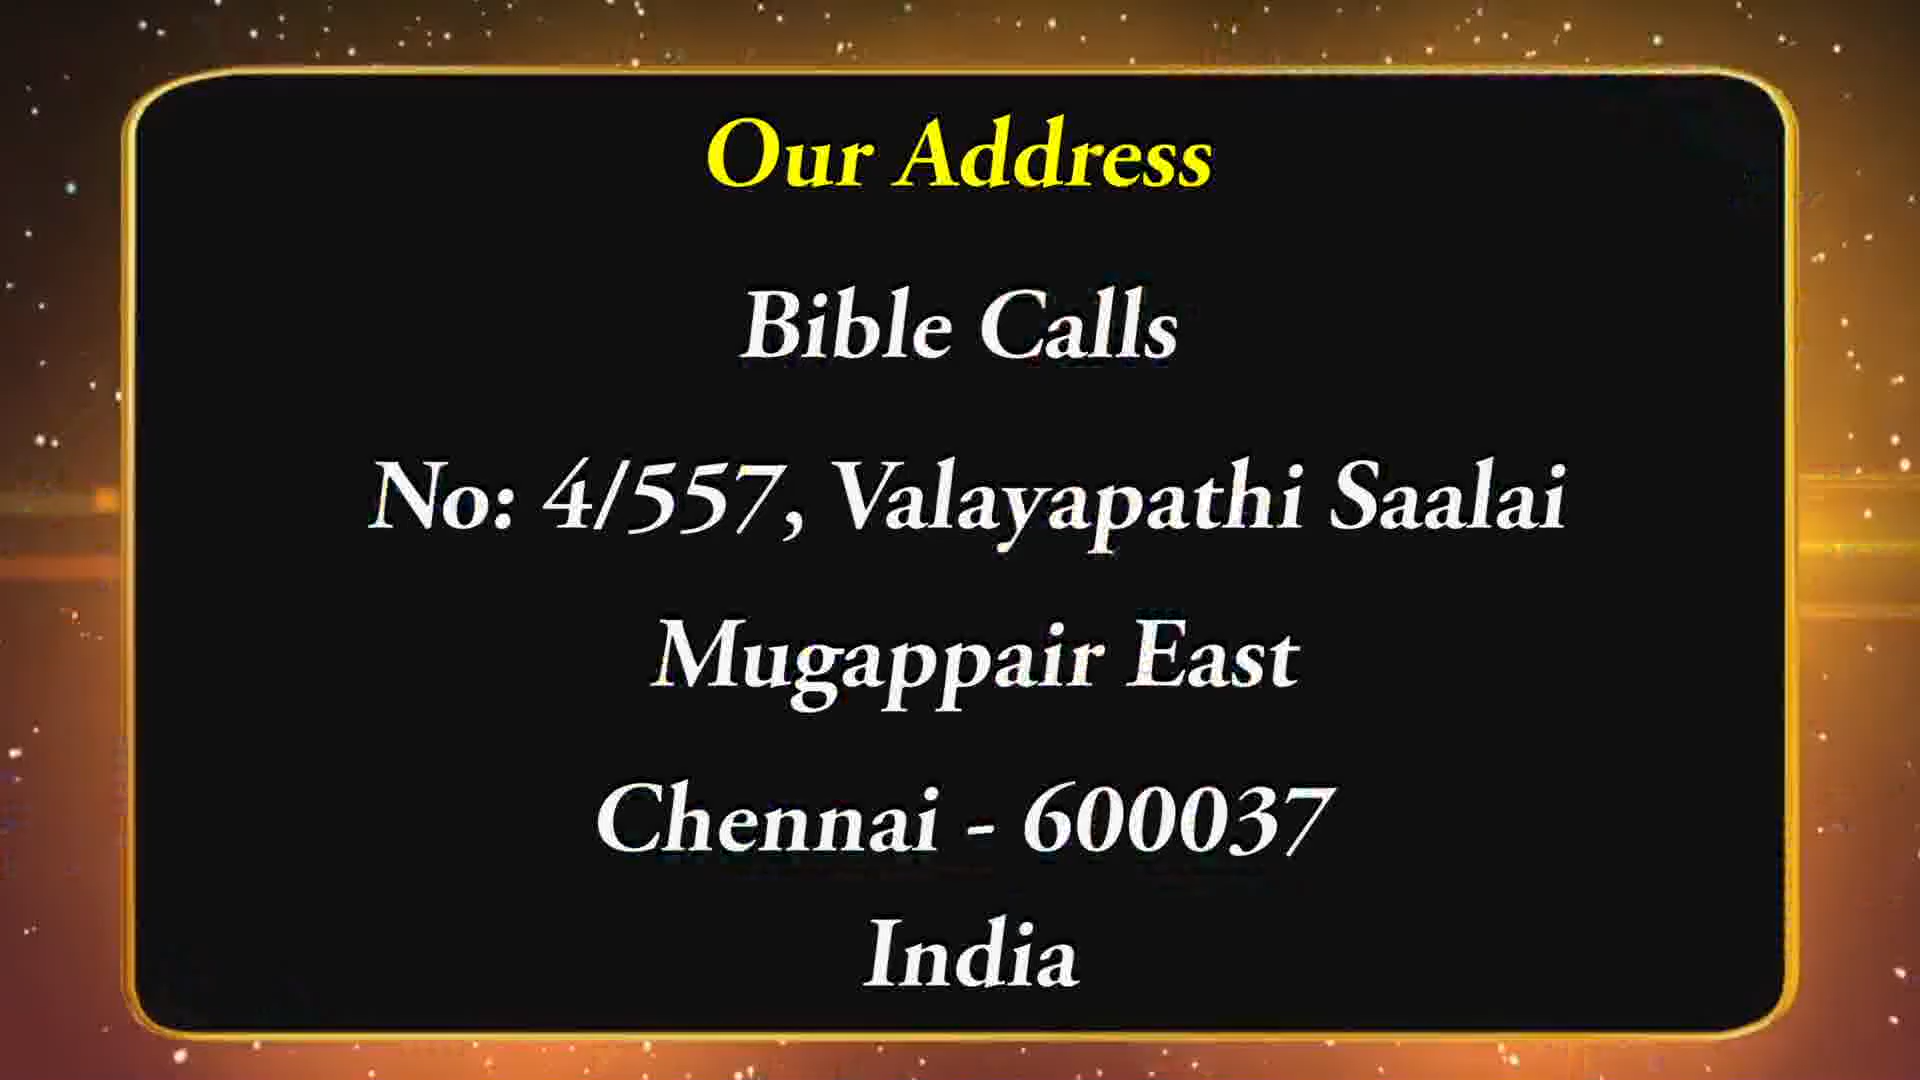 Our Address
Bible Calls
No: 4/557, Valayapathi Saalai
Mugappair East
Chennai - 600037
India